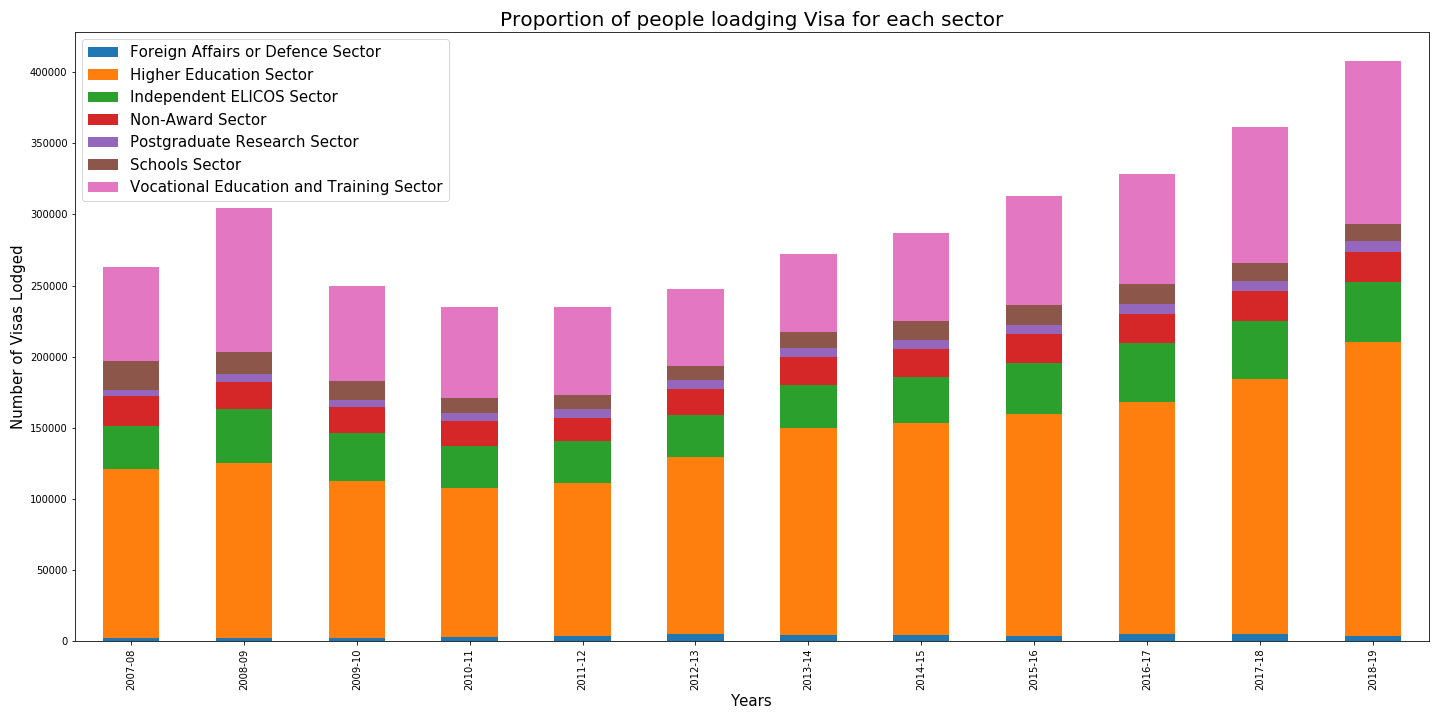 Proportion of people loadging Visa for each sector
Foreign Affairs or Defence Sector
Higher Education Sector
Independent ELICOS Sector
Non-Award Sector
Postgraduate Research Sector
Schools Sector
Vocational Education and Training Sector
Number of Visas Lodged
400000
350000
300000
250000
200000
150000
100000
50000
0
2007-08
2008-09
2009-10
2010-11
2011-12
2012-13
2013-14
2014-15
2015-16
2016-17
2017-18
2018-19
Years